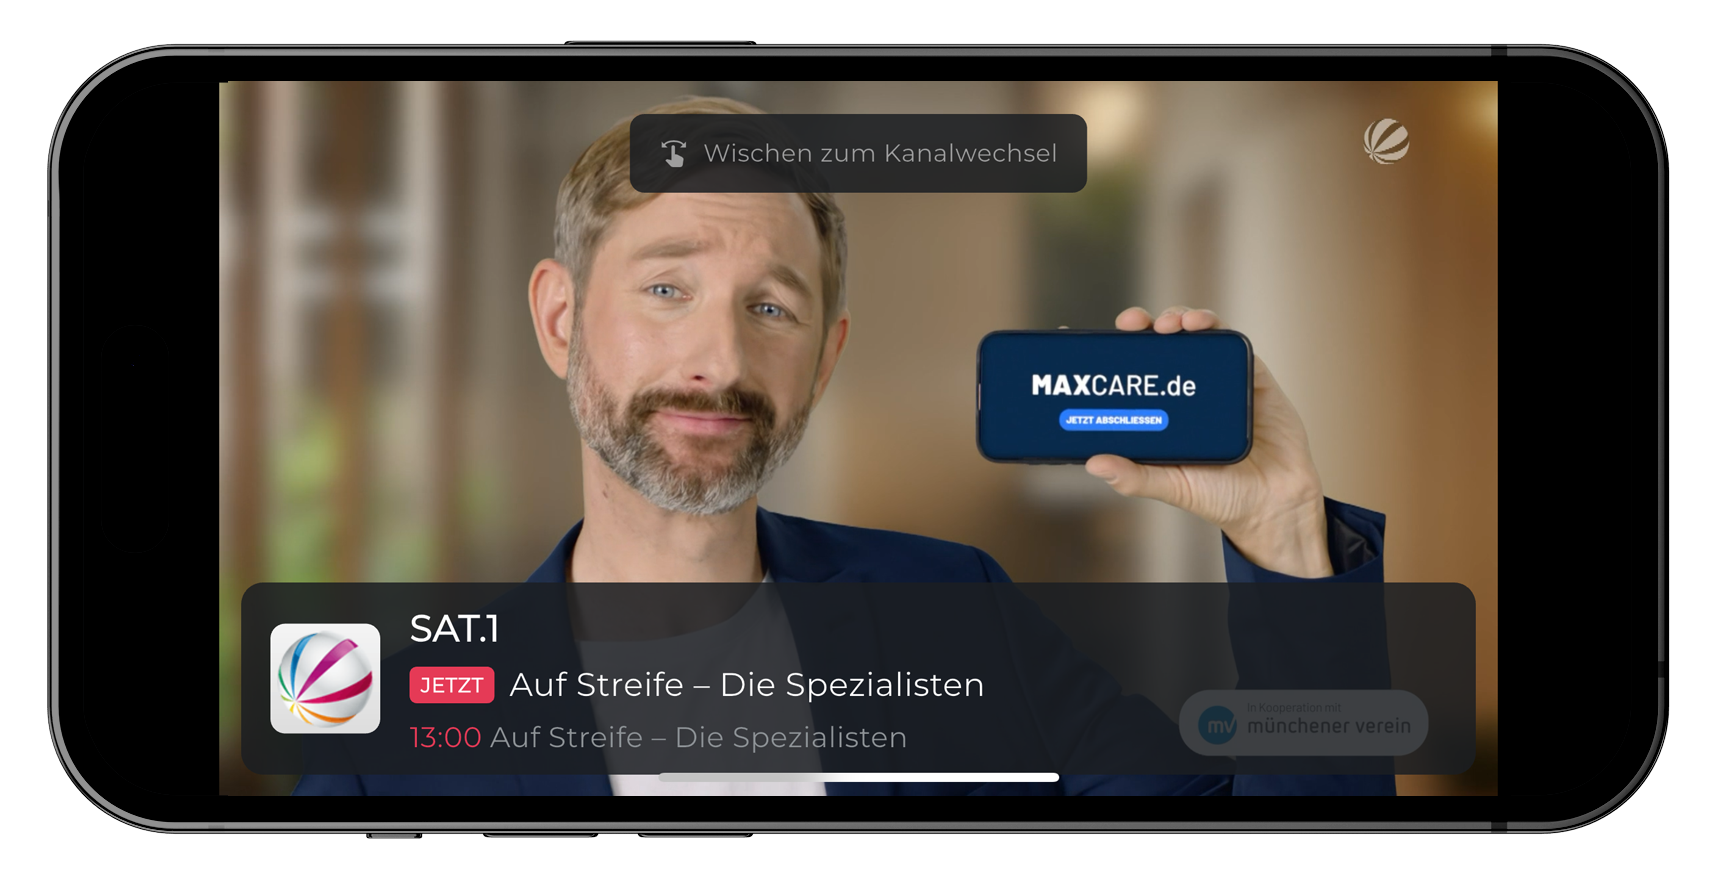 Wischen zum Kanalwechsel
MAXCARE.de
JETZT ABSCHLIESSEN
SAT.1
JETZT Auf Streife – Die Spezialisten
13:00 Auf Streife – Die Spezialisten
In Kooperation mit
mv münchener verein